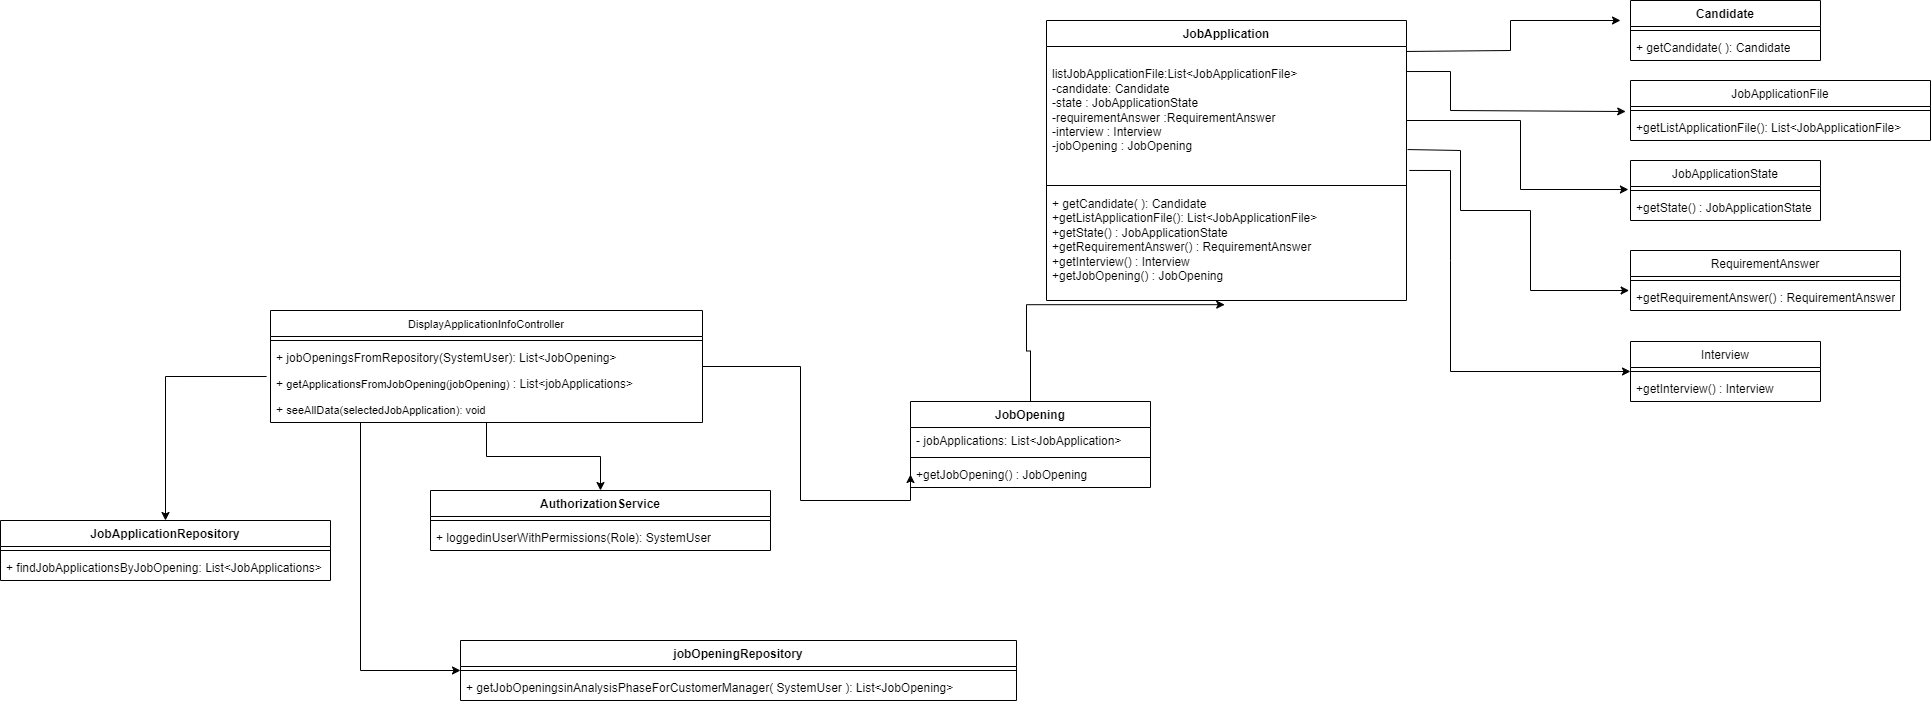 Candidate
+ getCandidate( ): Candidate
JobApplication
listJobApplicationFile:List<JobApplicationFile>
-candidate: Candidate
-state : JobApplicationState
-requirementAnswer :RequirementAnswer
-interview : Interview
-jobOpening : JobOpening
+ getCandidate( ): Candidate
+getListApplicationFile(): List<JobApplicationFile>
+getState() : JobApplicationState
+getRequirementAnswer() : RequirementAnswer
+getInterview() : Interview
+getJobOpening() : JobOpening
JobApplicationFile
+getListApplicationFile(): List<JobApplicationFile>
JobApplicationState
+getState() : JobApplicationState
RequirementAnswer
+getRequirementAnswer() : RequirementAnswer
Interview
+getInterview() : Interview
DisplayApplicationInfoController
+ jobOpeningsFromRepository(SystemUser): List<JobOpening>
+ getApplicationsFromJobOpening(jobOpening) : List<jobApplications>
+ seeAllData(selectedJobApplication): void
JobOpening
- jobApplications: List<JobApplication>
+getJobOpening() : JobOpening
AuthorizationService
+ loggedinUserWithPermissions(Role): SystemUser
JobApplicationRepository
+ findJobApplicationsByJobOpening: List<JobApplications>
jobOpeningRepository
+ getJobOpeningsinAnalysisPhaseForCustomerManager( SystemUser ): List<JobOpening>